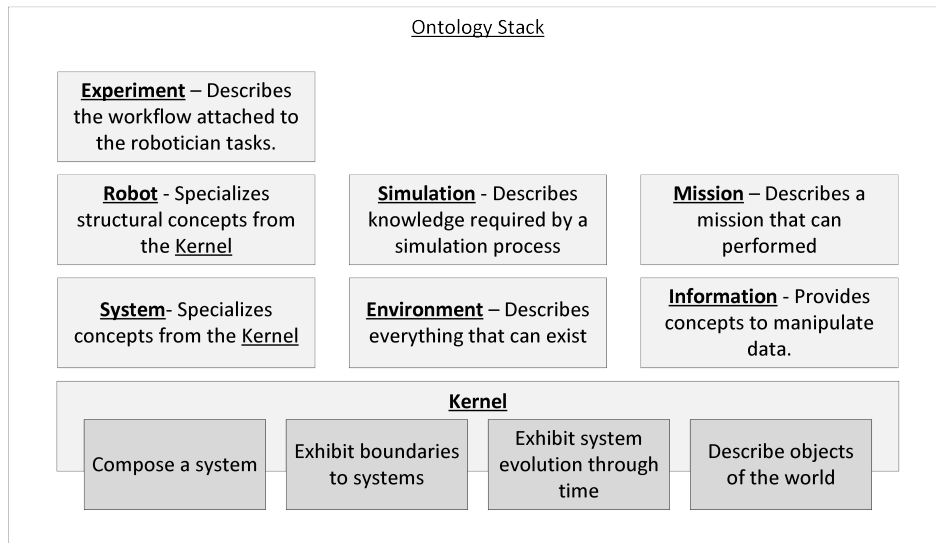 Ontology Stack
Experiment – Describes
the workflow attached to
the robotician tasks.
Robot - Specializes
structural concepts from
the Kernel
Simulation - Describes
knowledge required by a
simulation process
Mission – Describes a
mission that can
performed
System- Specializes
concepts from the Kernel
Environment – Describes
everything that can exist
Information - Provides
concepts to manipulate
data.
Kernel
Compose a system
Exhibit boundaries
to systems
Exhibit system
evolution through
time
Describe objects
of the world